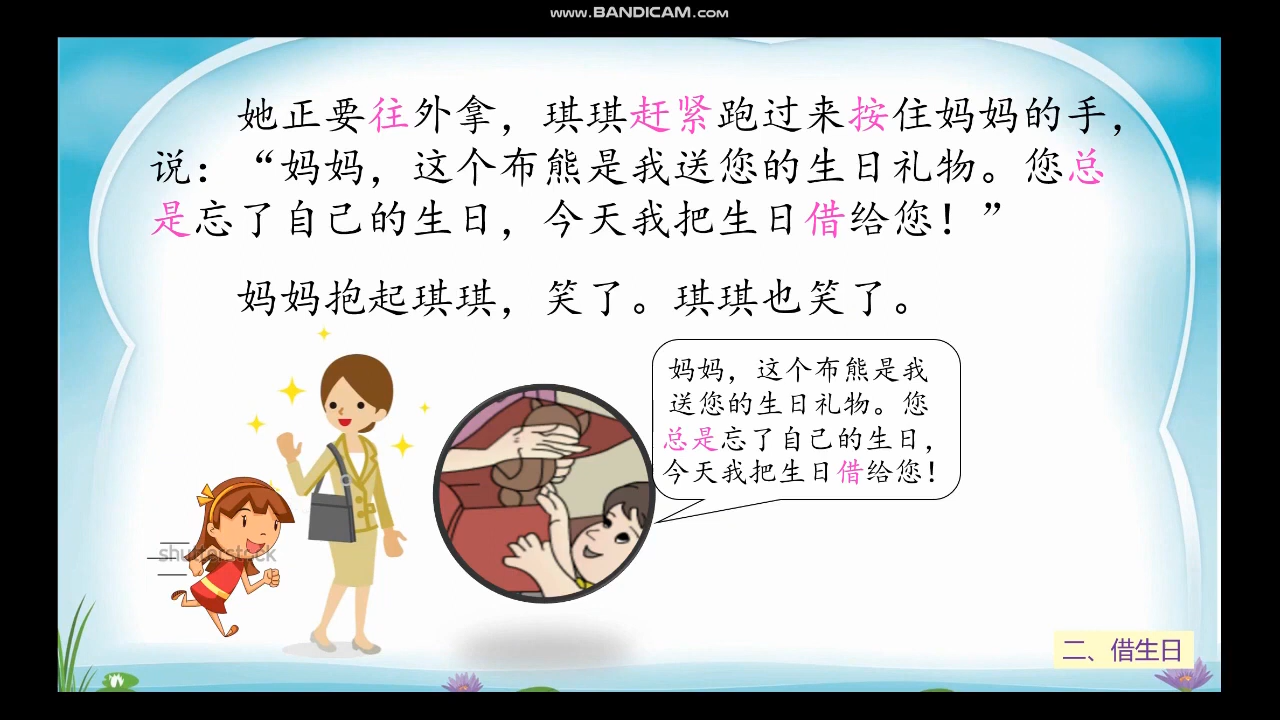 www.BANDICAM.com
她正要往外拿，琪琪赶紧跑过来按住妈妈的手，
说：“妈妈，这个布熊是我送您的生日礼物。您总
是忘了自己的生日，今天我把生日借给您！”
妈妈抱起琪琪，笑了。琪琪也笑了。
妈妈，这个布熊是我
送您的生日礼物。您
总是忘了自己的生日，
今天我把生日借给您！
shutterstock
二、借生日